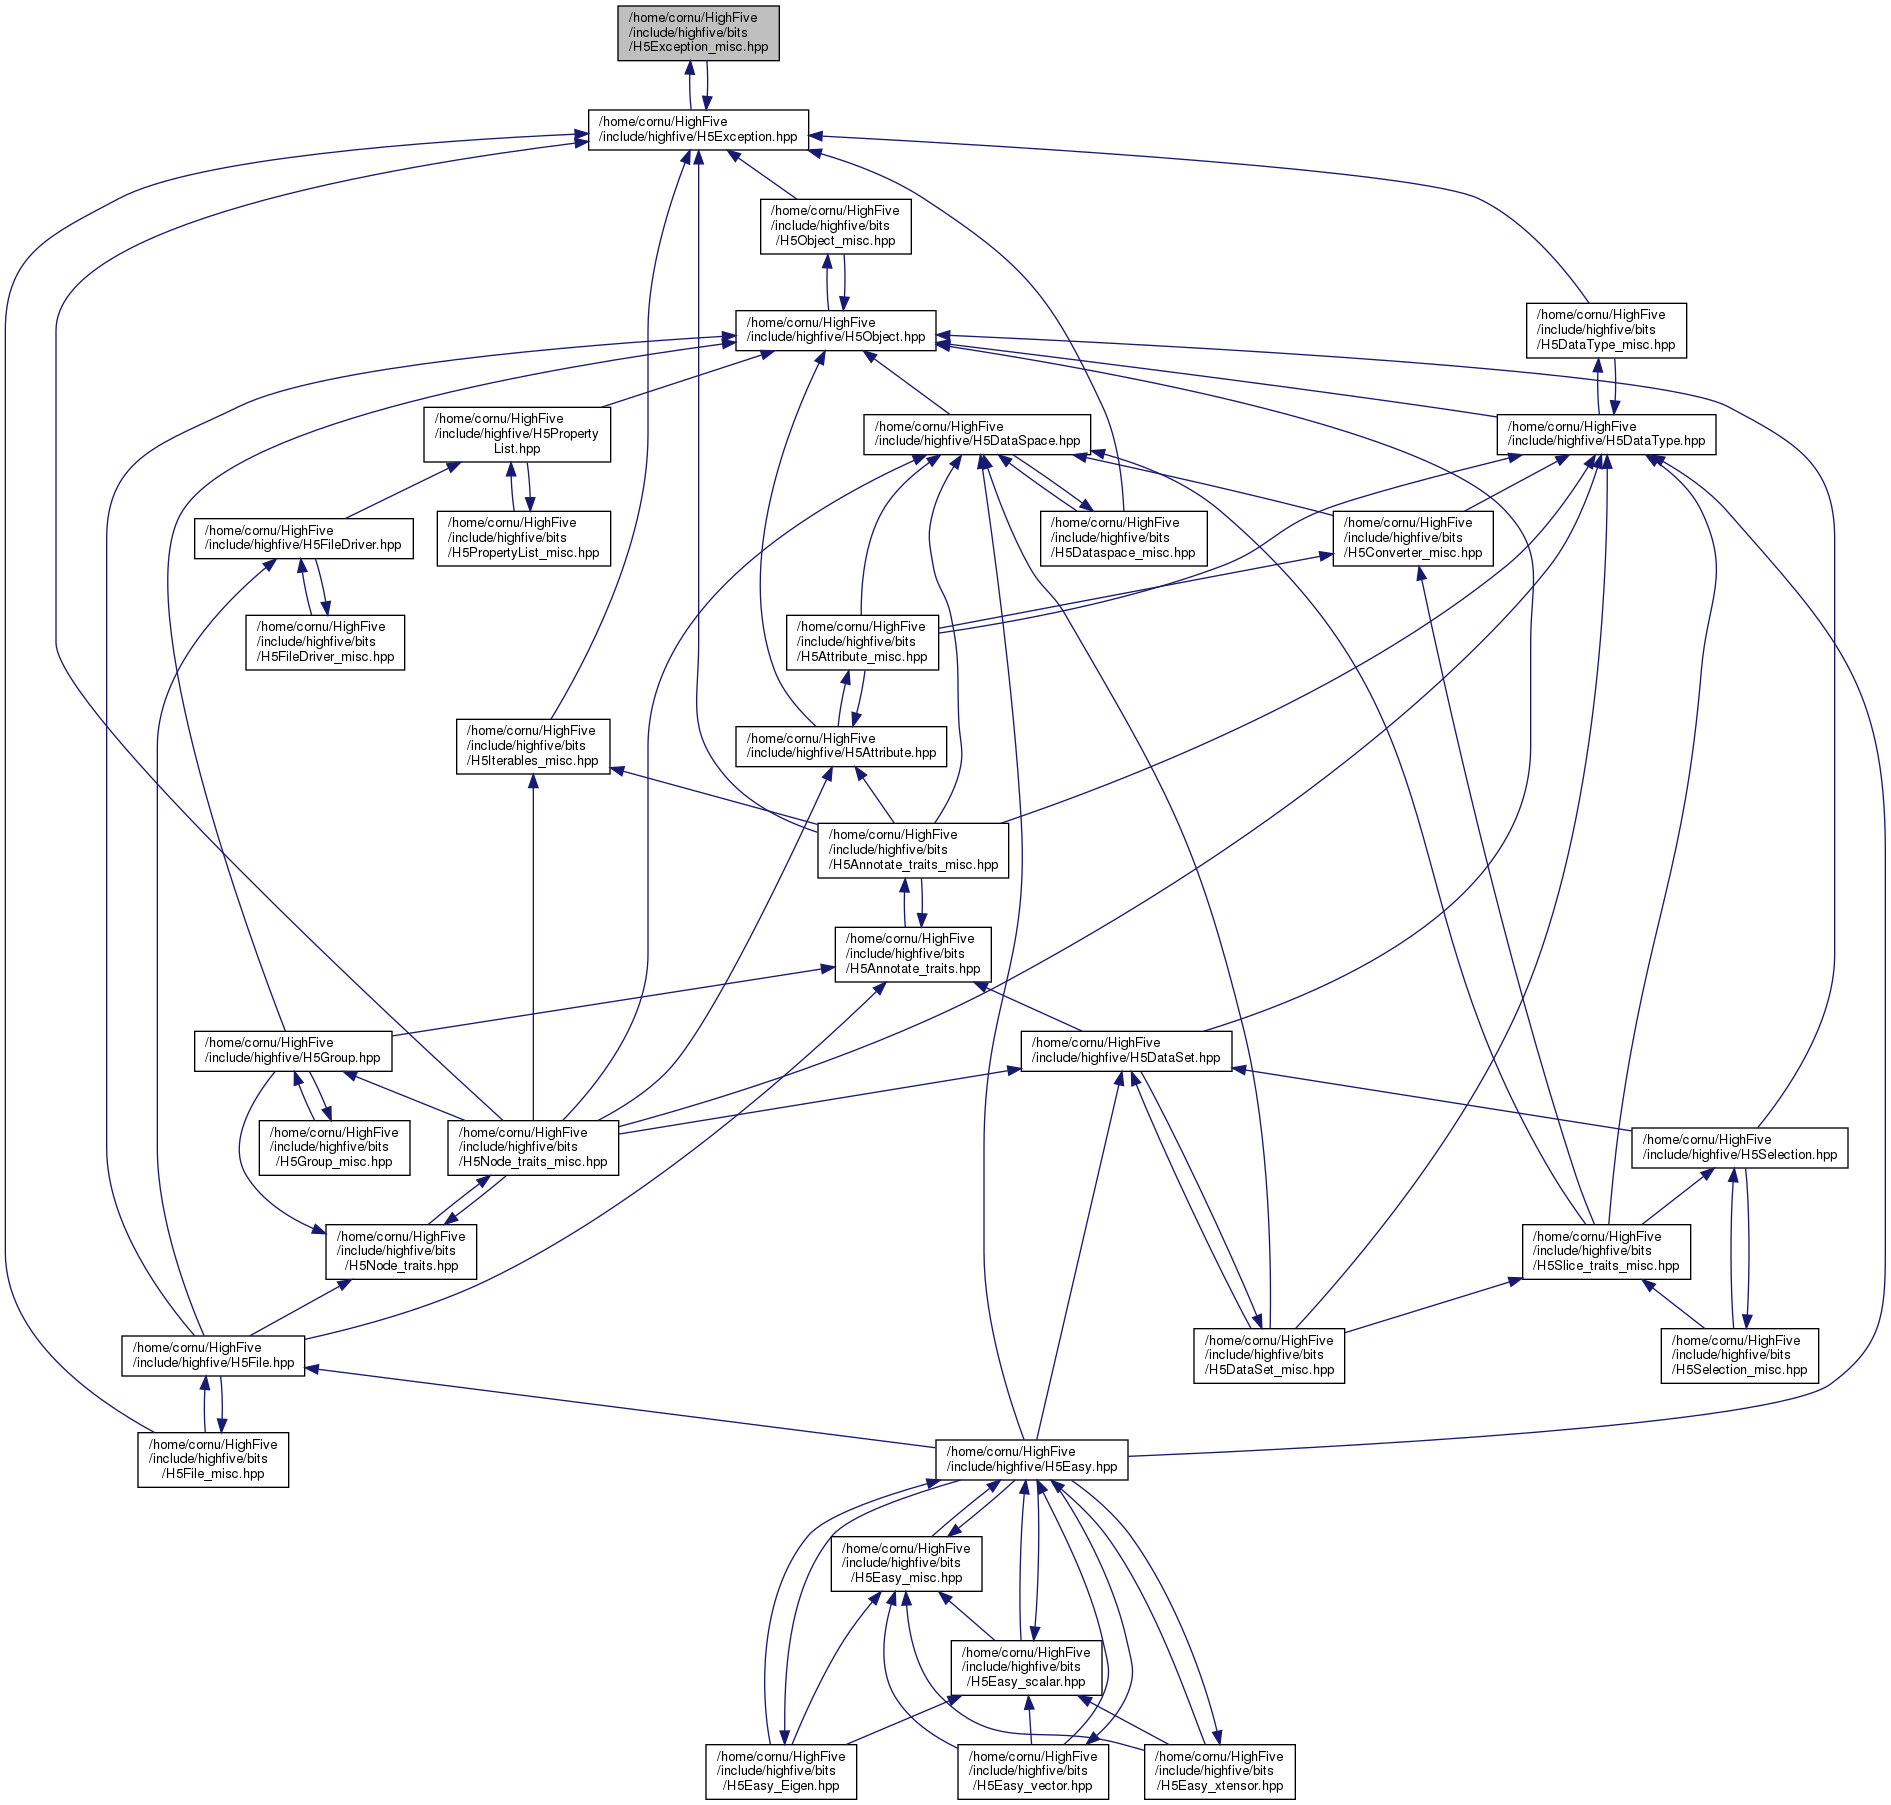 /home/cornu/HighFive
/include/highfive/bits
/H5Exception_misc.hpp
/home/cornu/HighFive
/include/highfive/H5Exception.hpp
/home/cornu/HighFive
/include/highfive/bits
/H5Object_misc.hpp
/home/cornu/HighFive
/include/highfive/H5Object.hpp
/home/cornu/HighFive
/include/highfive/bits
/H5DataType_misc.hpp
/home/cornu/HighFive
/include/highfive/H5Property
List.hpp
/home/cornu/HighFive
/include/highfive/H5DataSpace.hpp
/home/cornu/HighFive
/include/highfive/H5DataType.hpp
/home/cornu/HighFive
/include/highfive/H5FileDriver.hpp
/home/cornu/HighFive
/include/highfive/bits
/H5PropertyList_misc.hpp
/home/cornu/HighFive
/include/highfive/bits
/H5Dataspace_misc.hpp
/home/cornu/HighFive
/include/highfive/bits
/H5Converter_misc.hpp
/home/cornu/HighFive
/include/highfive/bits
/H5FileDriver_misc.hpp
/home/cornu/HighFive
/include/highfive/bits
/H5Attribute_misc.hpp
/home/cornu/HighFive
/include/highfive/bits
/H5Iterables_misc.hpp
/home/cornu/HighFive
/include/highfive/H5Attribute.hpp
/home/cornu/HighFive
/include/highfive/bits
/H5Annotate_traits_misc.hpp
/home/cornu/HighFive
/include/highfive/bits
/H5Annotate_traits.hpp
/home/cornu/HighFive
/include/highfive/H5Group.hpp
/home/cornu/HighFive
/include/highfive/H5DataSet.hpp
/home/cornu/HighFive
/include/highfive/bits
/H5Group_misc.hpp
/home/cornu/HighFive
/include/highfive/bits
/H5Node_traits_misc.hpp
/home/cornu/HighFive
/include/highfive/H5Selection.hpp
/home/cornu/HighFive
/include/highfive/bits
/H5Node_traits.hpp
/home/cornu/HighFive
/include/highfive/bits
/H5Slice_traits_misc.hpp
/home/cornu/HighFive
/include/highfive/H5File.hpp
/home/cornu/HighFive
/include/highfive/bits
/H5DataSet_misc.hpp
/home/cornu/HighFive
/include/highfive/bits
/H5Selection_misc.hpp
/home/cornu/HighFive
/include/highfive/bits
/H5File_misc.hpp
/home/cornu/HighFive
/include/highfive/H5Easy.hpp
/home/cornu/HighFive
/include/highfive/bits
/H5Easy_misc.hpp
/home/cornu/HighFive
/include/highfive/bits
/H5Easy_scalar.hpp
/home/cornu/HighFive
/include/highfive/bits
/H5Easy_Eigen.hpp
/home/cornu/HighFive
/include/highfive/bits
/H5Easy_vector.hpp
/home/cornu/HighFive
/include/highfive/bits
/H5Easy_xtensor.hpp